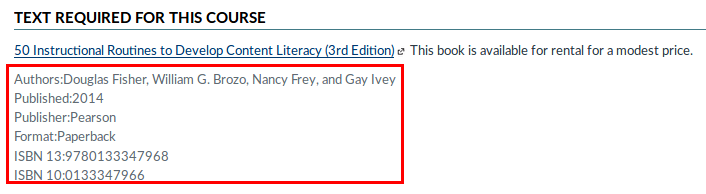 TEXT REQUIRED FOR THIS COURSE
50 Instructional Routines to Develop Content Literacy (3rd Edition) This book is available for rental for a modest price.
Authors:Douglas Fisher, William G. Brozo, Nancy Frey, and Gay Ivey
Published:2014
Publisher:Pearson
Format:Paperback
ISBN 13:9780133347968
ISBN 10:0133347966